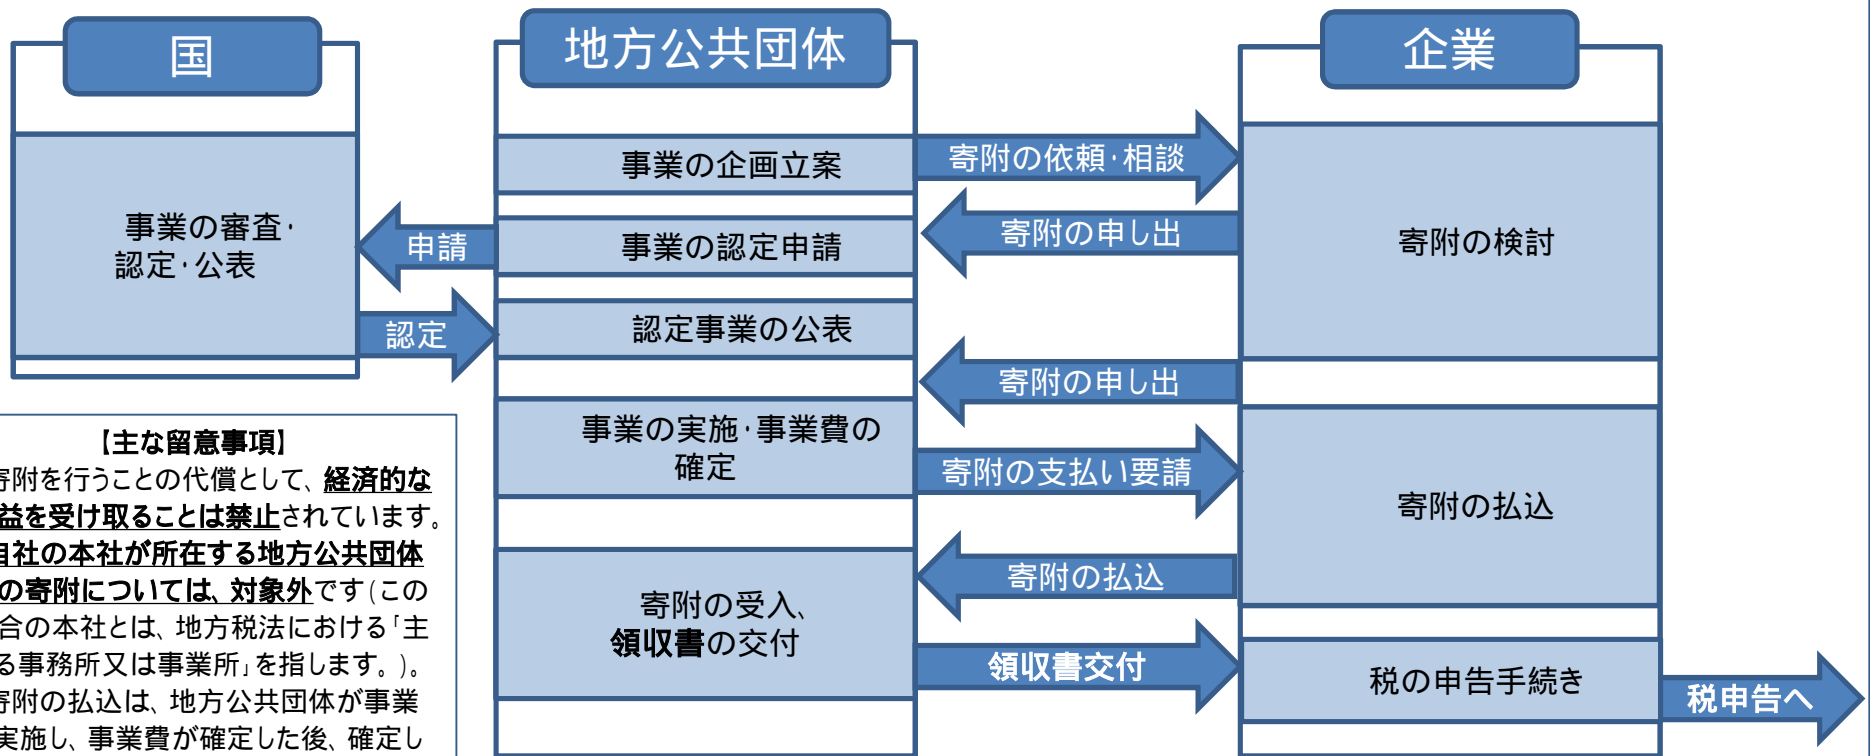 国
地方公共団体
企業
事業の企画立案
寄附の依頼・相談
事業の審査・
認定・公表
申請
事業の認定申請
寄附の申し出
寄附の検討
認定
認定事業の公表
寄附の申し出
事業の実施・事業費の
確定
寄附の支払い要請
寄附の払込
寄附の払込
寄附の受入、
領収書の交付
領収書交付
税の申告手続き
税申告へ
【主な留意事項】
寄附を行うことの代償として、経済的な
益を受け取ることは禁止されています。
自社の本社が所在する地方公共団体
の寄附については、対象外です(この
合の本社とは、地方税法における「主
る事務所又は事業所」を指します。)。
寄附の払込は、地方公共団体が事業
実施し、事業費が確定した後、確定し